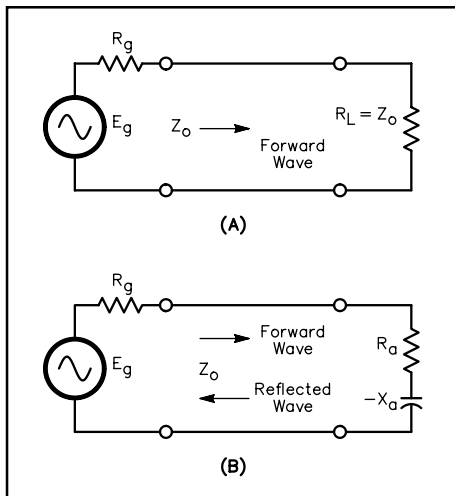 Rg
Eg
Zo
RL = Zo
Forward
Wave
(A)
Rg
Eg
Forward
Wave
Zo
Reflected
Wave
Ra
−Xa
(B)